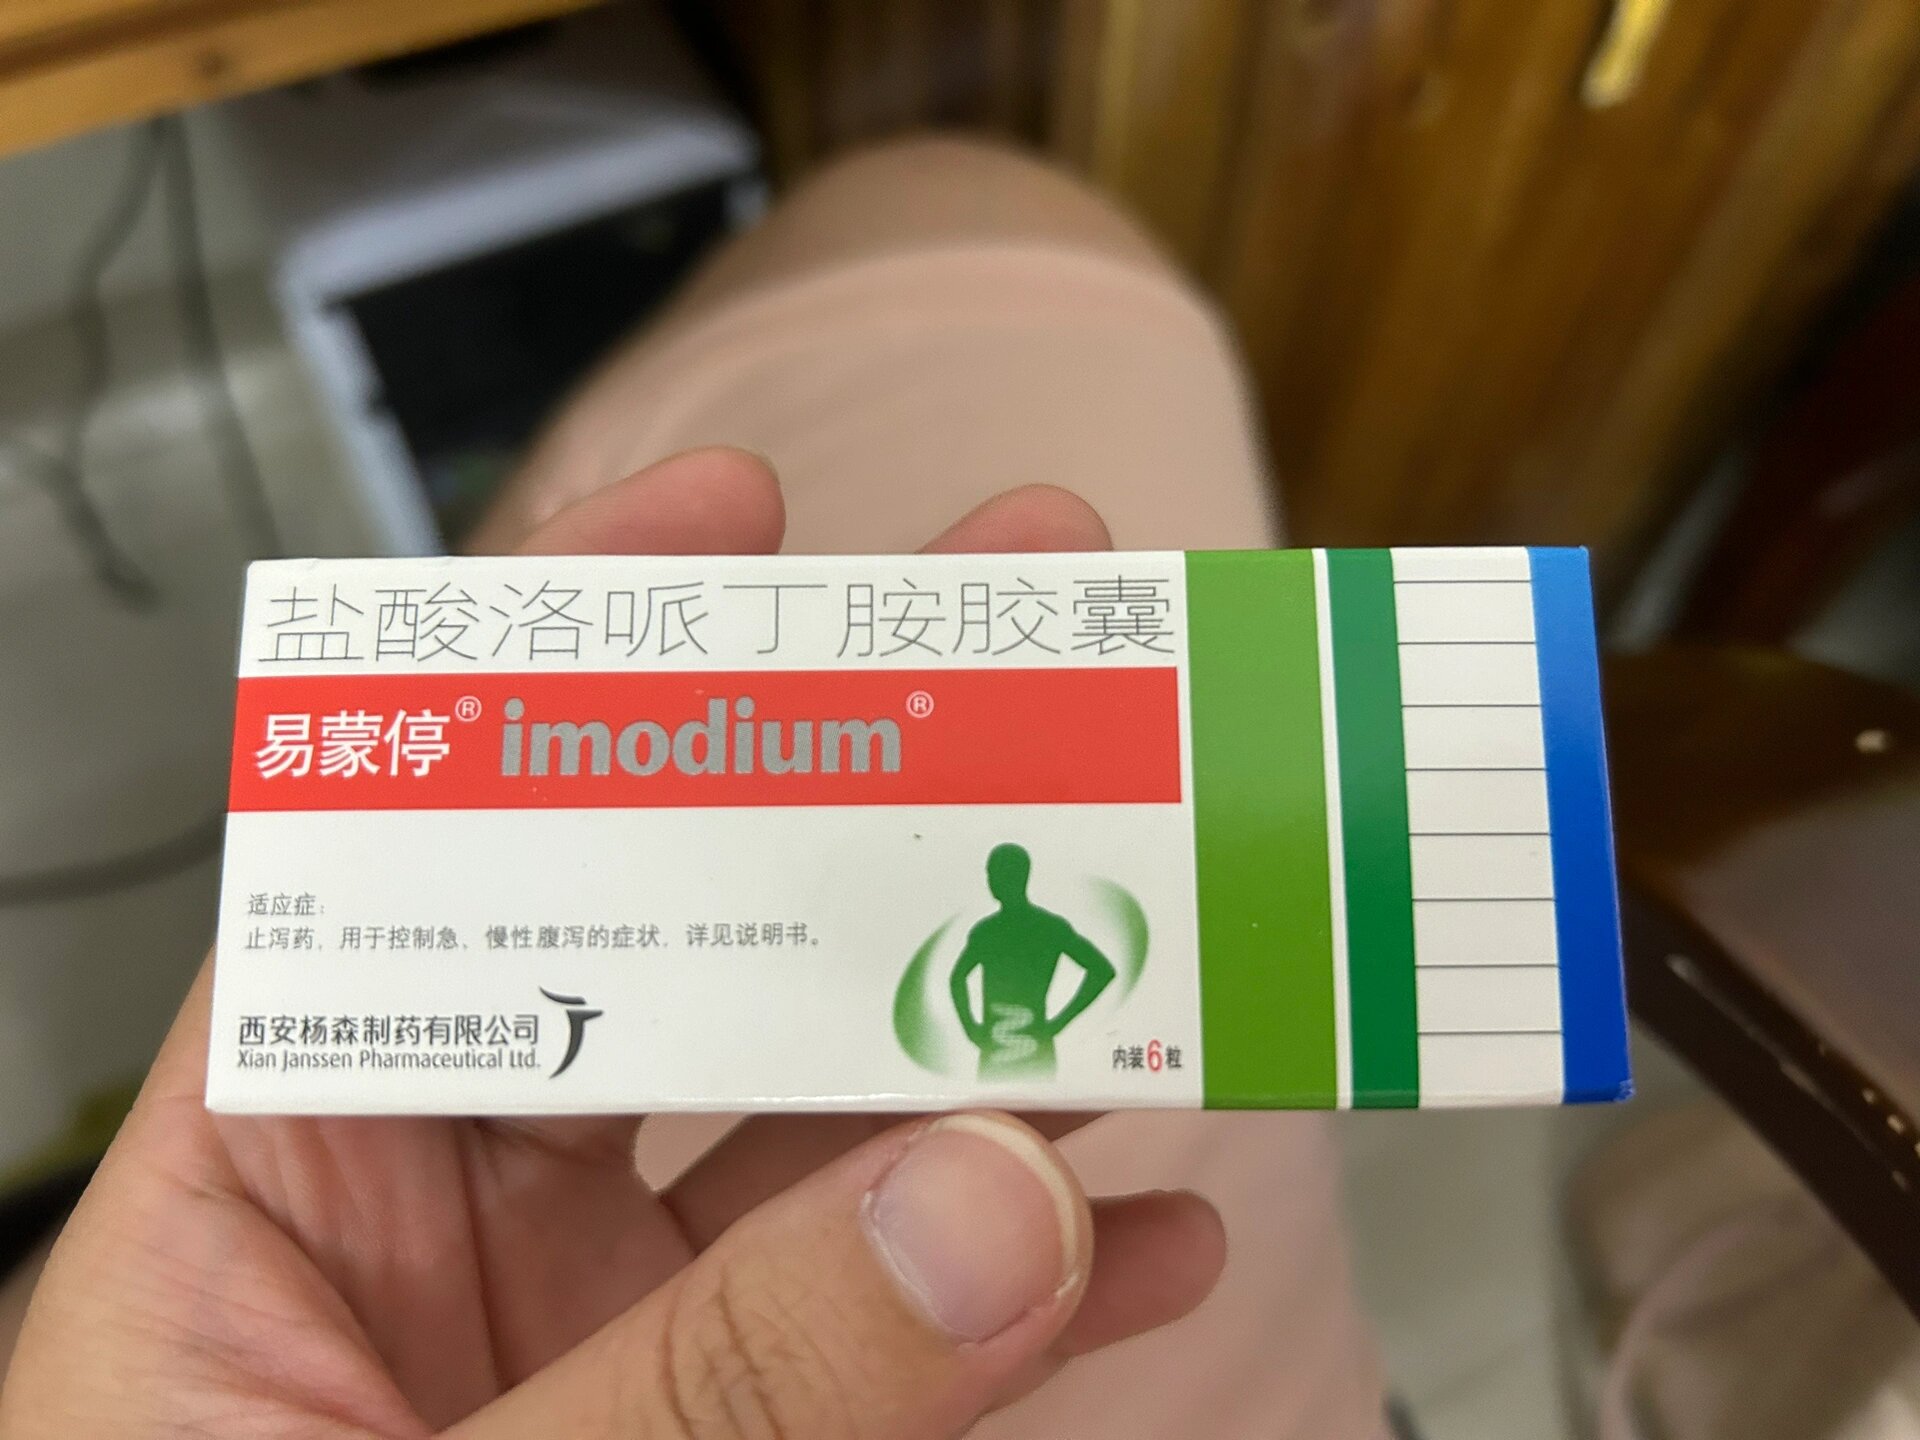 盐酸洛哌丁胺胶囊
易蒙停® imodium®
适应症：
止泻药，用于控制急、慢性腹泻的症状，详见说明书。
西安杨森制药有限公司
Xian Janssen Pharmaceutical Ltd.
内装6粒